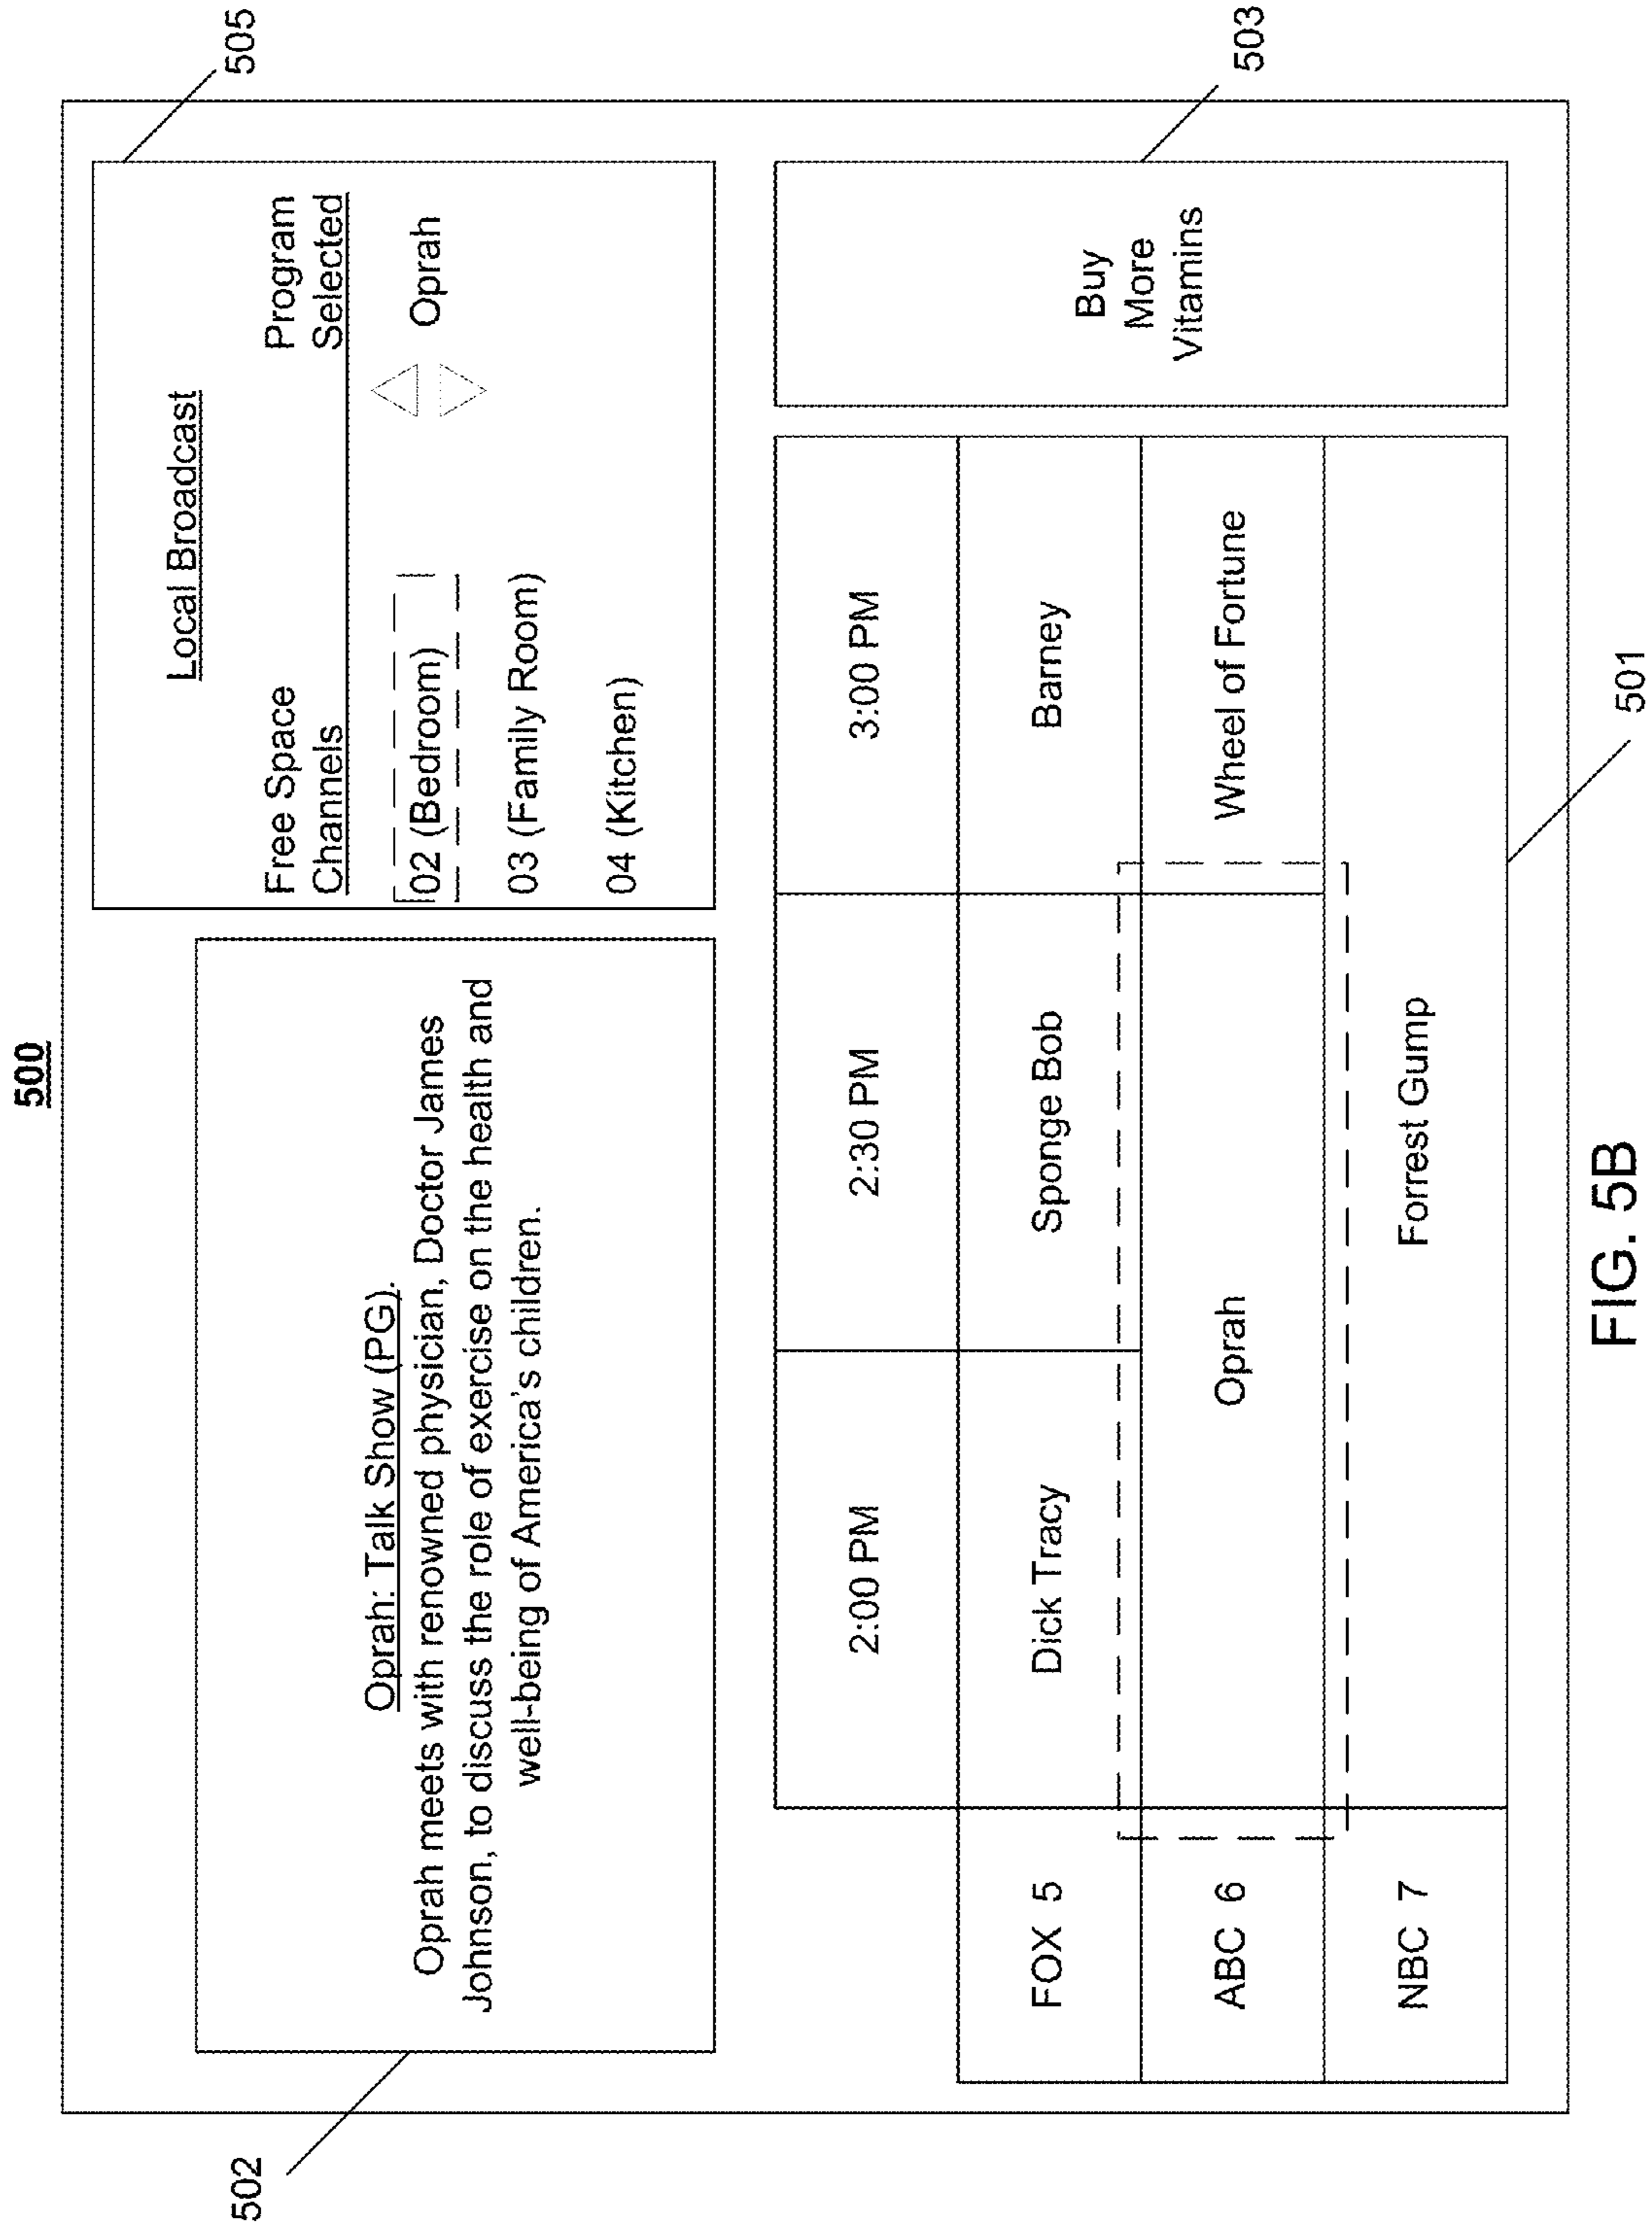 500
502
Oprah: Talk Show (PG).
Oprah meets with renowned physician, Doctor James
Johnson, to discuss the role of exercise on the health and
well-being of America's children.
505
Local Broadcast
Free Space
Channels
Program
Selected
02 (Bedroom)
Oprah
03 (Family Room)
04 (Kitchen)
2:00 PM
2:30 PM
3:00 PM
FOX 5
Dick Tracy
Sponge Bob
Barney
ABC 6
Oprah
Wheel of Fortune
NBC 7
Forrest Gump
Buy
More
Vitamins
503
501
FIG. 5B